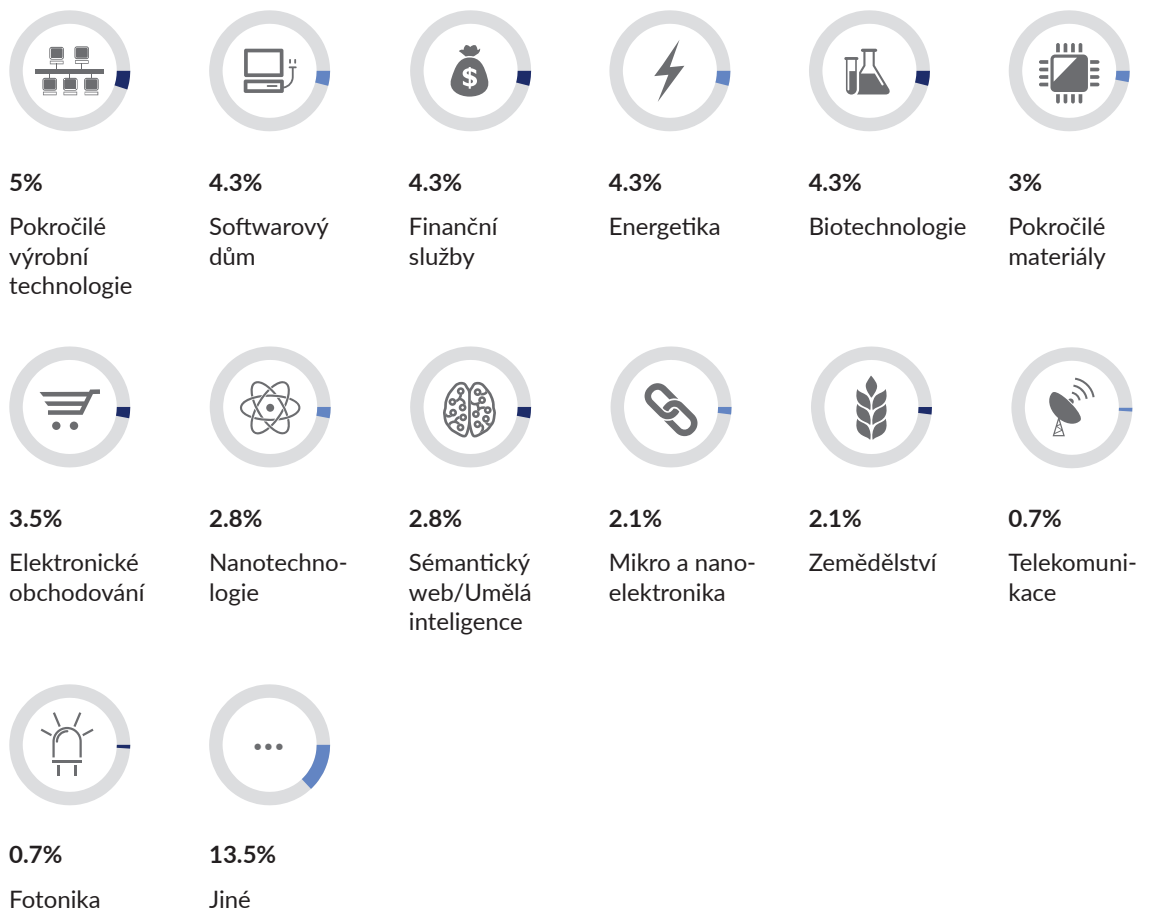 5%
Pokročilé
výrobní
technologie
4.3%
Softwarový
dům
4.3%
Finanční
služby
4.3%
Energetika
4.3%
Biotechnologie
3%
Pokročilé
materiály
3.5%
Elektronické
obchodování
2.8%
Nanotechno-
logie
2.8%
Sémantický
web/Umělá
inteligence
2.1%
Mikro a nano-
elektronika
2.1%
Zemědělství
0.7%
Telekomuni-
kace
0.7%
Fotonika
13.5%
Jiné